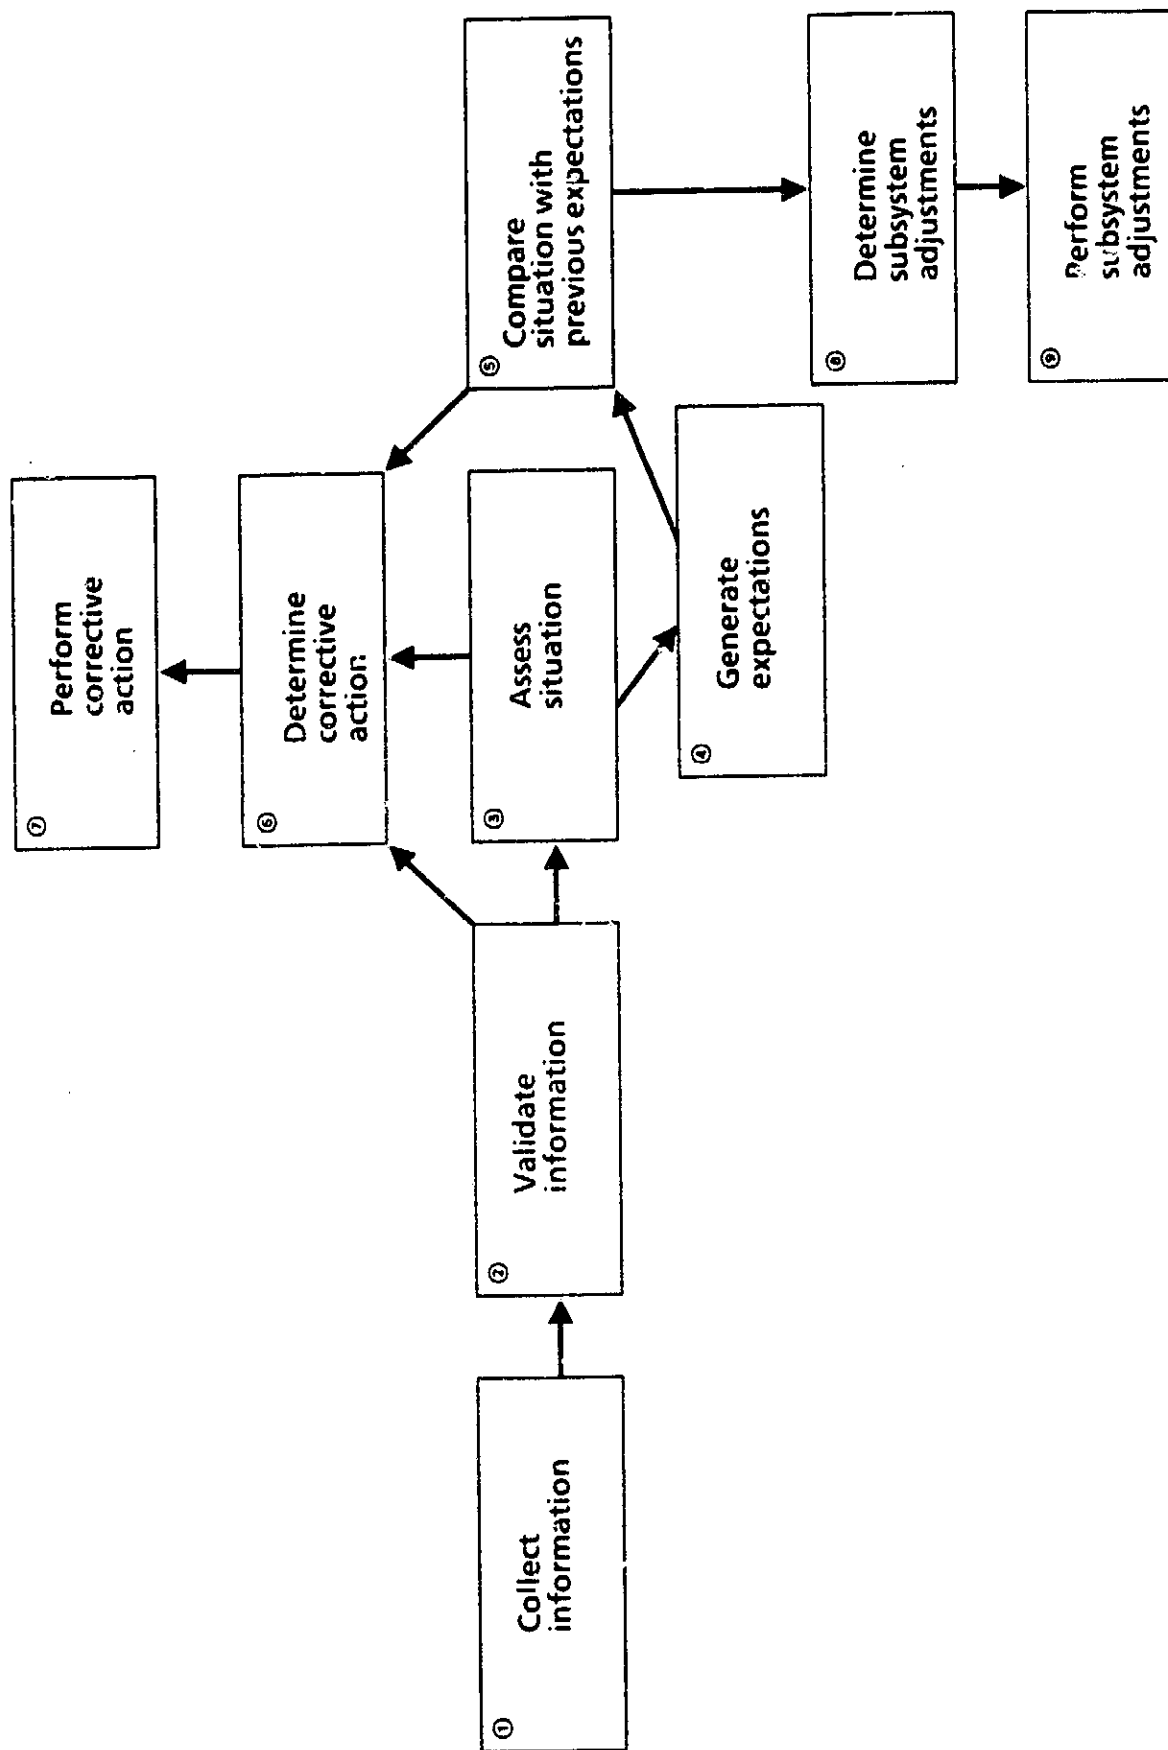 ①
Collect
information
②
Validate
information
③
Assess
situation
④
Generate
expectations
⑤
Compare
situation with
previous expectations
⑥
Determine
corrective
action
⑦
Perform
corrective
action
⑧
Determine
subsystem
adjustments
⑨
Perform
subsystem
adjustments